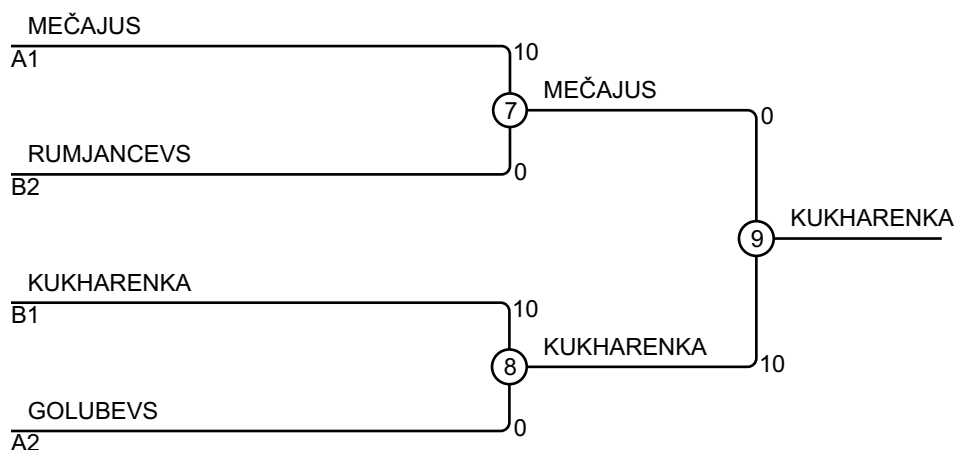 MEČAJUS
A1
10
7
MEČAJUS
0
RUMJANCEVS
B2
0
9
KUKHARENKA
KUKHARENKA
B1
10
8
KUKHARENKA
10
GOLUBEVS
A2
0